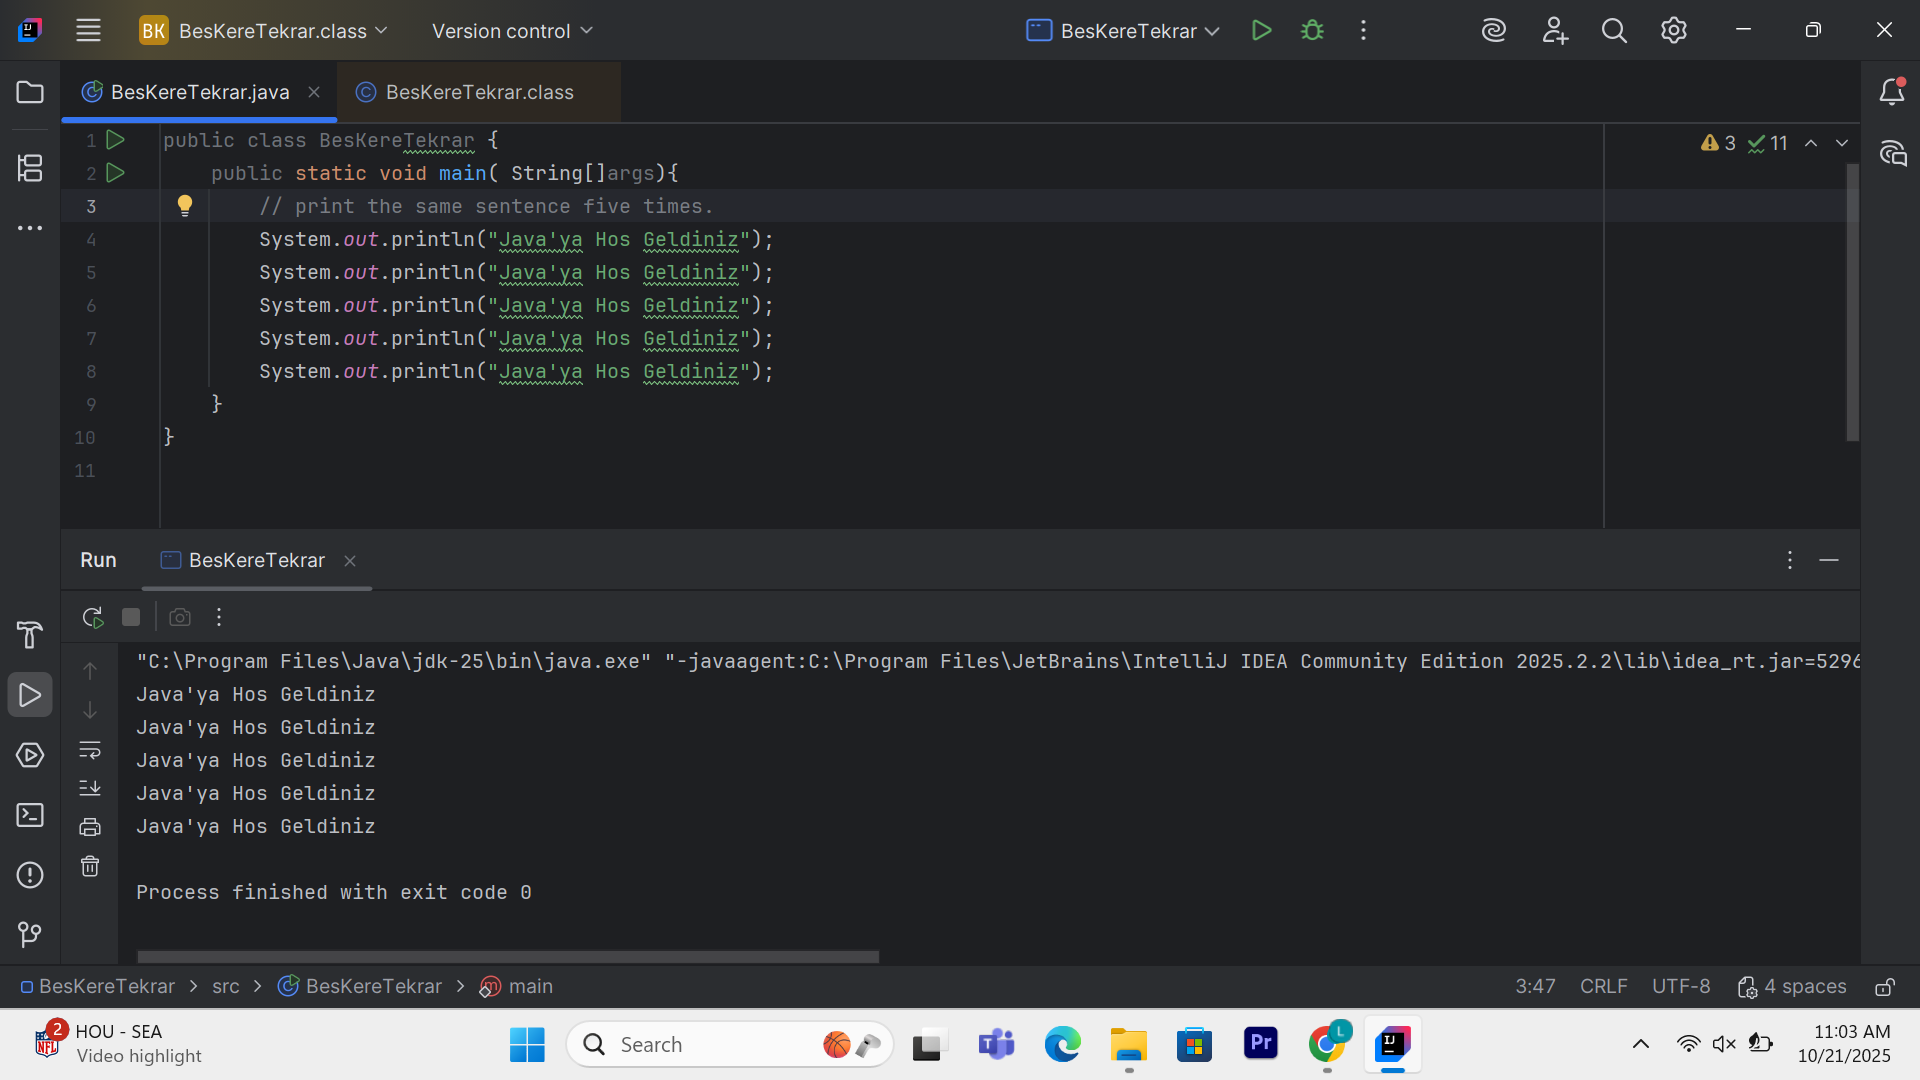 BK BesKereTekrar.class Version control BesKereTekrar
BesKereTekrar.java BesKereTekrar.class
1 public class BesKereTekrar {
2 public static void main( String[]args){
3 // print the same sentence five times.
4 System.out.println("Java'ya Hos Geldiniz");
5 System.out.println("Java'ya Hos Geldiniz");
6 System.out.println("Java'ya Hos Geldiniz");
7 System.out.println("Java'ya Hos Geldiniz");
8 System.out.println("Java'ya Hos Geldiniz");
9 }
10 }
11
3 11
Run BesKereTekrar
"C:\Program Files\Java\jdk-25\bin\java.exe" "-javaagent:C:\Program Files\JetBrains\IntelliJ IDEA Community Edition 2025.2.2\lib\idea_rt.jar=5296
Java'ya Hos Geldiniz
Java'ya Hos Geldiniz
Java'ya Hos Geldiniz
Java'ya Hos Geldiniz
Java'ya Hos Geldiniz
Process finished with exit code 0
BesKereTekrar > src > BesKereTekrar > main 3:47 CRLF UTF-8 4 spaces
2 HOU - SEA
Video highlight
Search
11:03 AM
10/21/2025